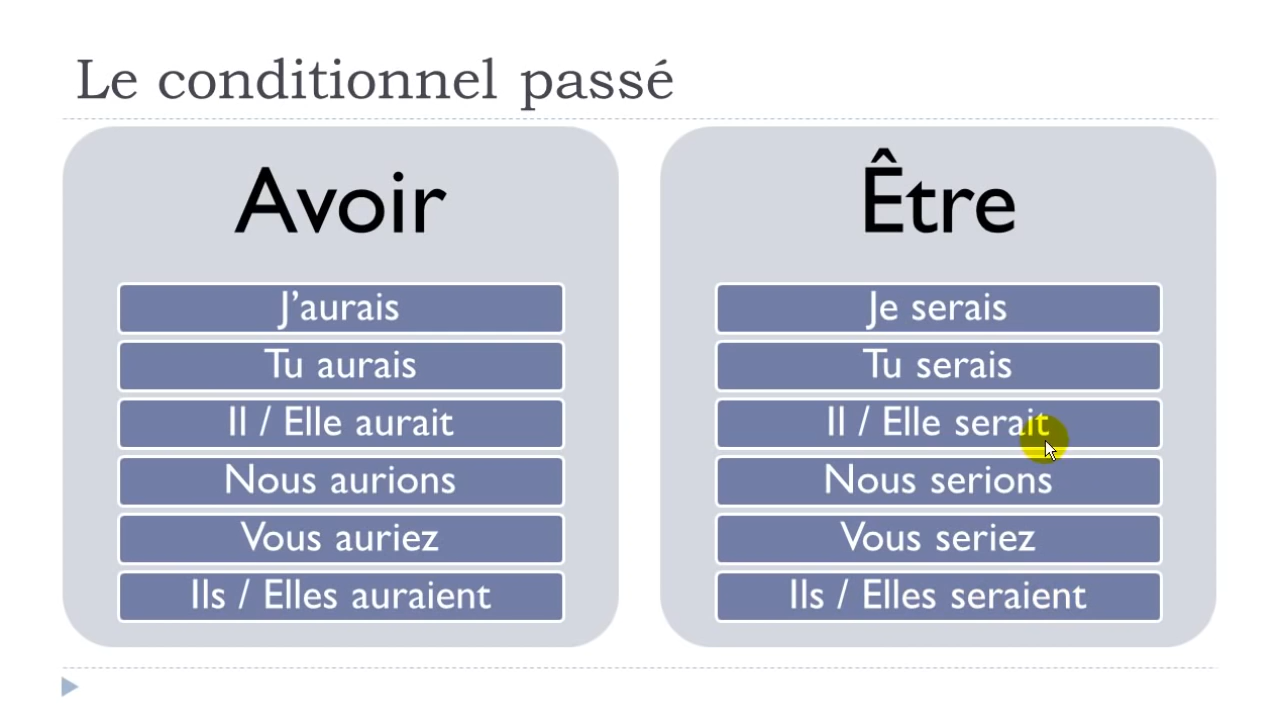 Le conditionnel passé
Avoir
J’aurais
Tu aurais
Il / Elle aurait
Nous aurions
Vous auriez
Ils / Elles auraient
Être
Je serais
Tu serais
Il / Elle serait
Nous serions
Vous seriez
Ils / Elles seraient